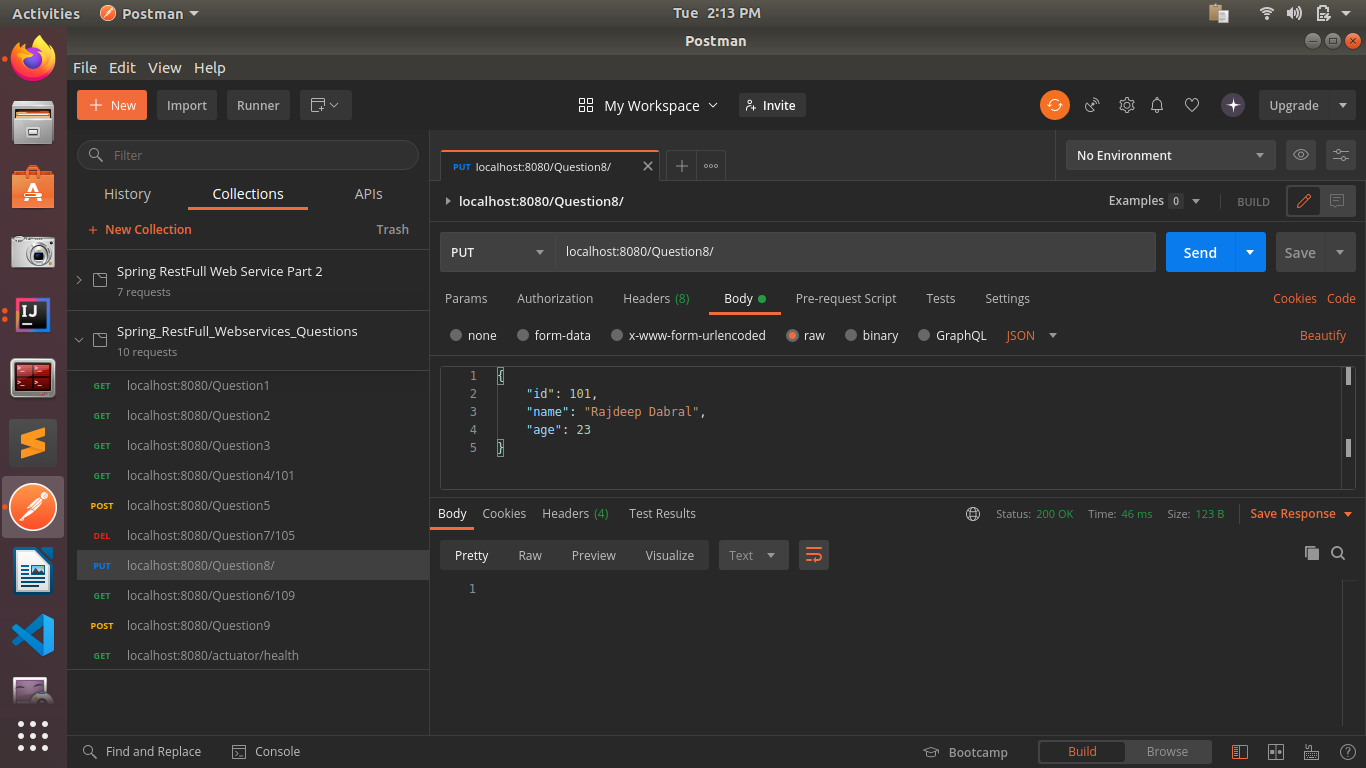 Activities Postman Tue 2:13 PM
Postman
File Edit View Help
New Import Runner My Workspace Invite Upgrade
Filter
History Collections APIs
+ New Collection Trash
Spring RestFull Web Service Part 2
7 requests
Spring_RestFull_Webservices_Questions
10 requests
GET localhost:8080/Question1
GET localhost:8080/Question2
GET localhost:8080/Question3
GET localhost:8080/Question4/101
POST localhost:8080/Question5
DEL localhost:8080/Question7/105
PUT localhost:8080/Question8/
GET localhost:8080/Question6/109
POST localhost:8080/Question9
GET localhost:8080/actuator/health
PUT localhost:8080/Question8/
No Environment
localhost:8080/Question8/ Examples 0 BUILD
PUT localhost:8080/Question8/ Send Save
Params Authorization Headers (8) Body Pre-request Script Tests Settings Cookies Code
none form-data x-www-form-urlencoded raw binary GraphQL JSON Beautify
1 {
2 "id": 101,
3 "name": "Rajdeep Dabral",
4 "age": 23
5 }
Body Cookies Headers (4) Test Results Status: 200 OK Time: 46 ms Size: 123 B Save Response
Pretty Raw Preview Visualize Text
1
Find and Replace Console Bootcamp Build Browse
IJ